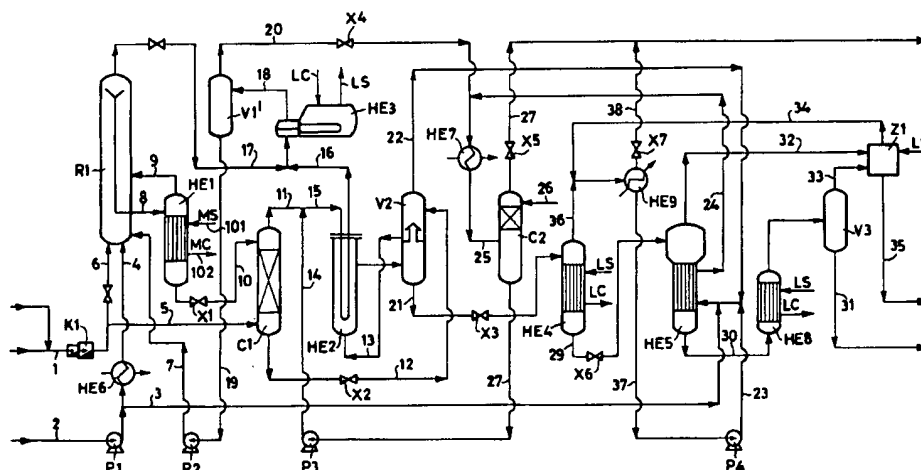 X4
20
LC
LS
18
HE3
V1'
34
38
27
Z1
22
HE7
X5
X7
32
R1
9
HE1
17
16
33
HE9
24
8
MS
101
11
15
V2
26
36
V3
6
4
MC
102
10
C2
25
35
LS
LC
14
21
X3
X1
5
13
HE4
HE5
LS
LC
HE8
31
K1
C1
HE2
29
30
1
7
19
12
X2
27
X6
37
23
HE6
3
2
P1
P2
P3
P4